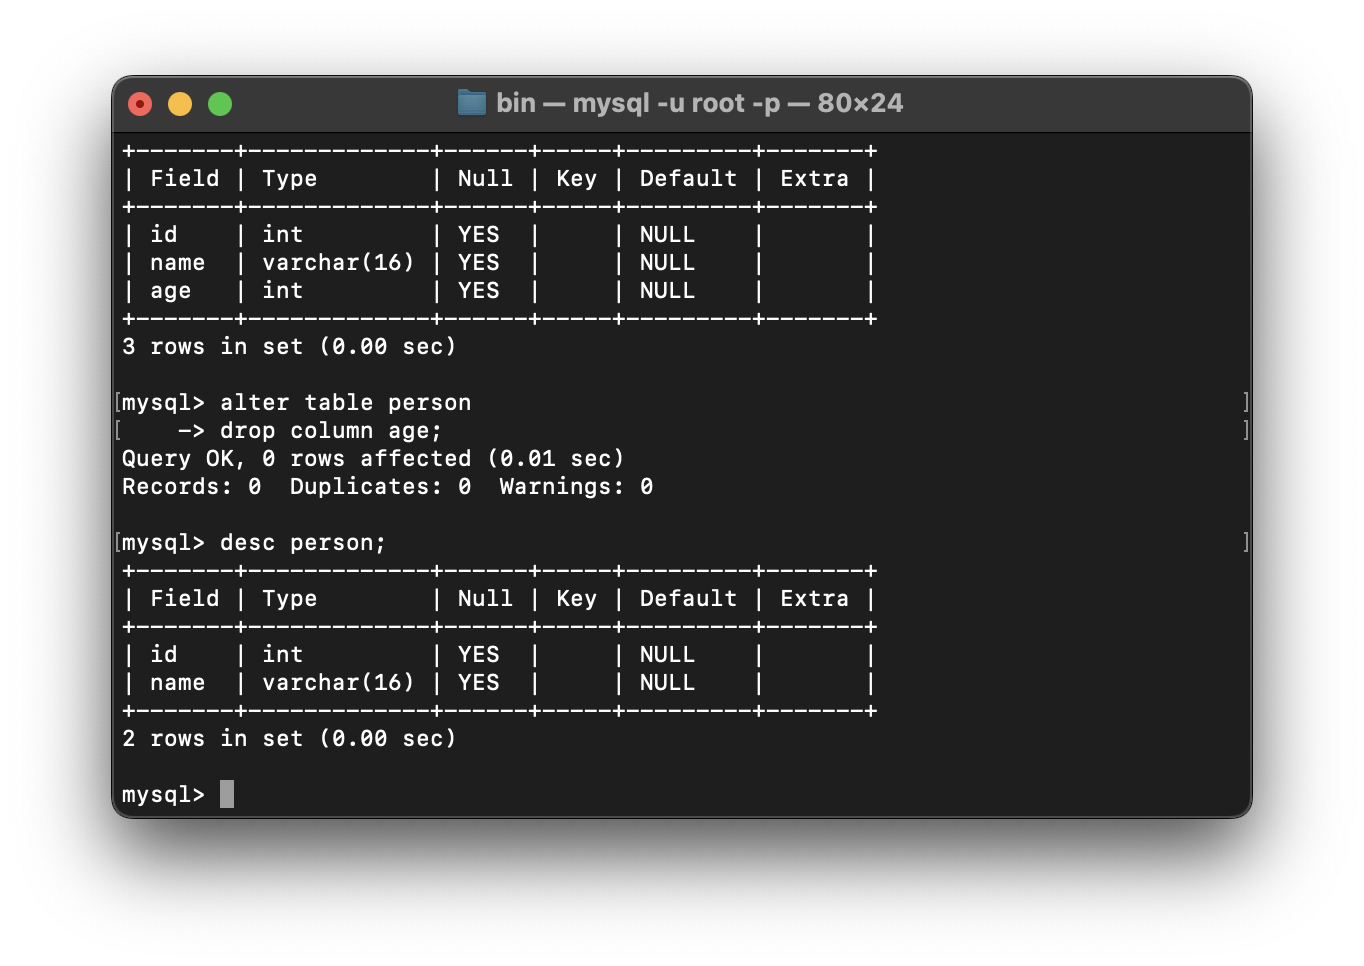 bin — mysql -u root -p — 80×24
+-------+-------------+------+-----+---------+-------+
| Field | Type        | Null | Key | Default | Extra |
+-------+-------------+------+-----+---------+-------+
| id    | int         | YES  |     | NULL    |       |
| name  | varchar(16) | YES  |     | NULL    |       |
| age   | int         | YES  |     | NULL    |       |
+-------+-------------+------+-----+---------+-------+
3 rows in set (0.00 sec)
[mysql> alter table person ]
[    -> drop column age; ]
Query OK, 0 rows affected (0.01 sec)
Records: 0  Duplicates: 0  Warnings: 0
[mysql> desc person; ]
+-------+-------------+------+-----+---------+-------+
| Field | Type        | Null | Key | Default | Extra |
+-------+-------------+------+-----+---------+-------+
| id    | int         | YES  |     | NULL    |       |
| name  | varchar(16) | YES  |     | NULL    |       |
+-------+-------------+------+-----+---------+-------+
2 rows in set (0.00 sec)
mysql>